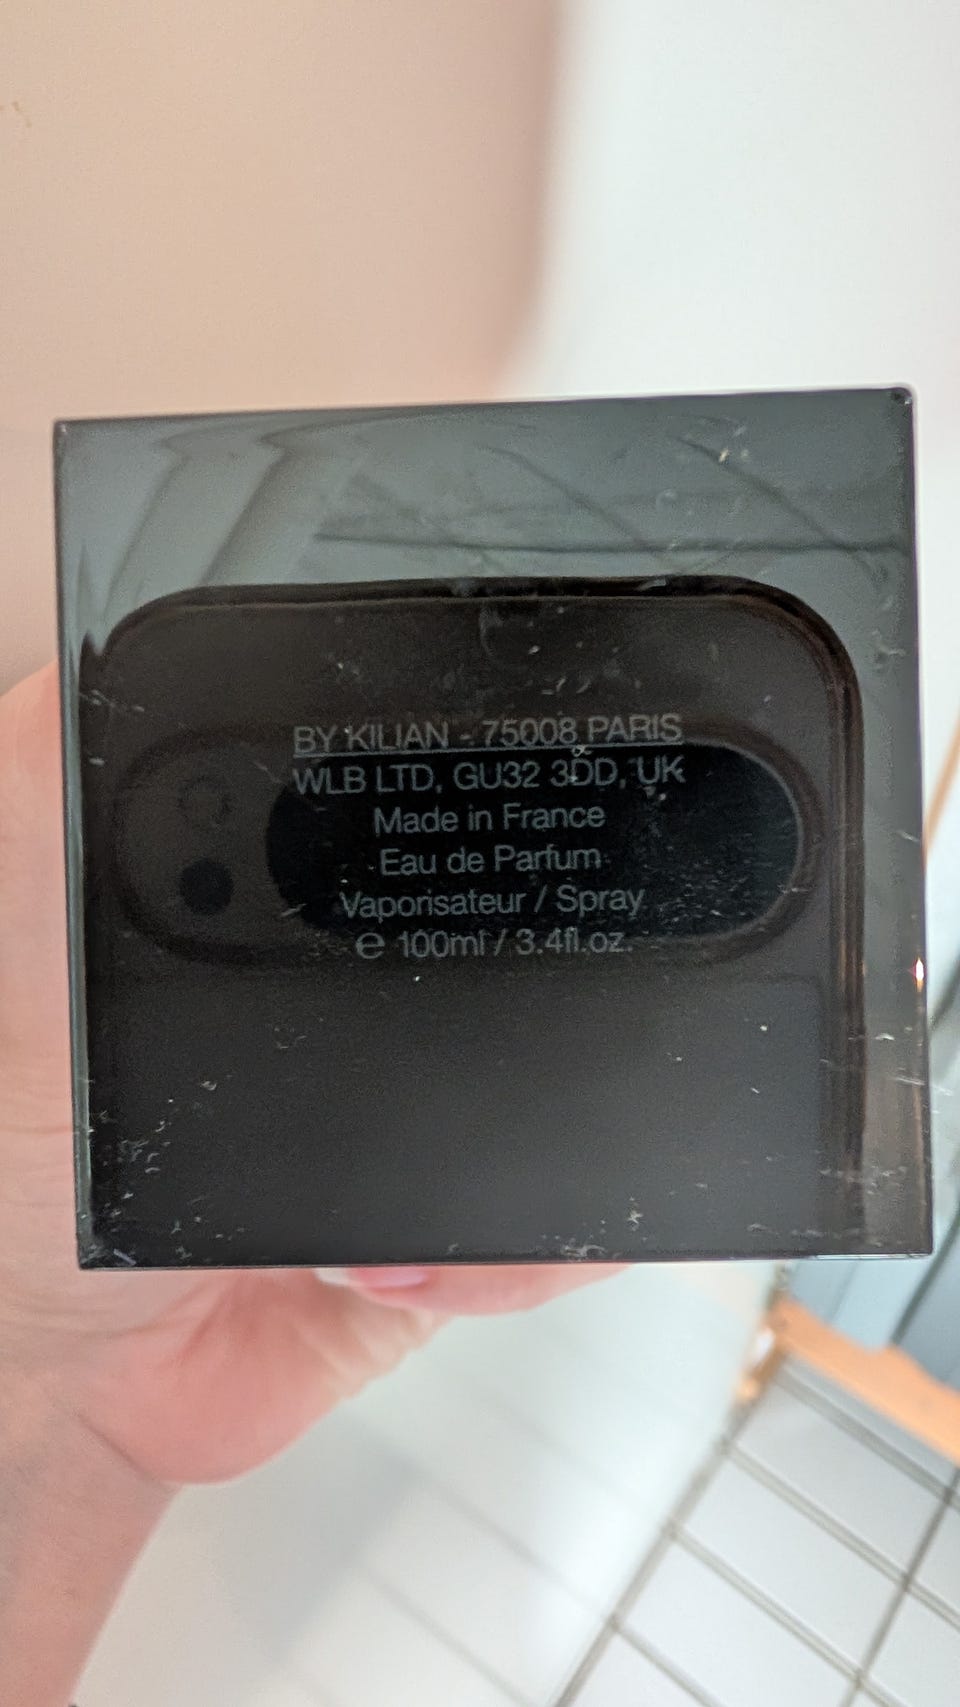 BY KILIAN - 75008 PARIS
WLB LTD, GU32 3DD, UK
Made in France
Eau de Parfum
Vaporisateur / Spray
℮ 100ml / 3.4fl.oz.